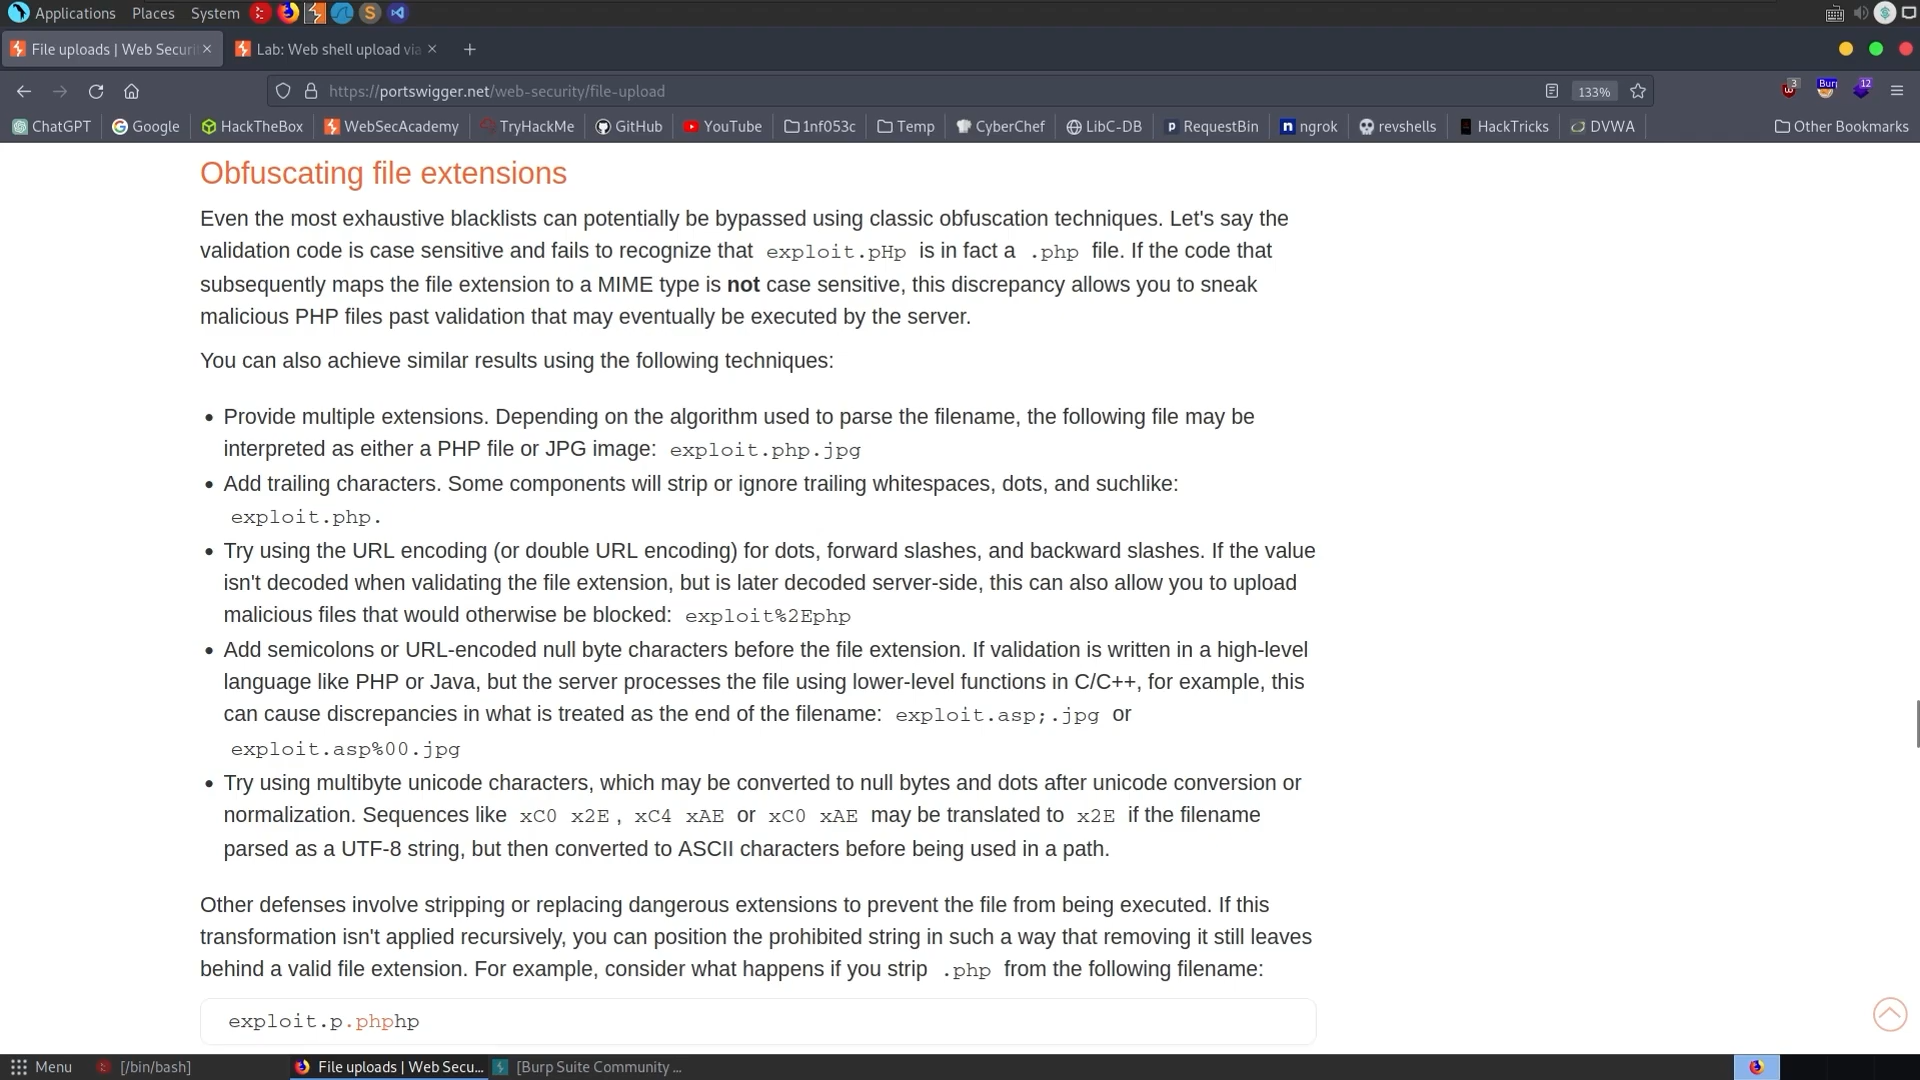 Applications Places System
File uploads | Web Securi
Lab: Web shell upload via
https://portswigger.net/web-security/file-upload
133%
3
Burp
12
ChatGPT
Google
HackTheBox
WebSecAcademy
TryHackMe
GitHub
YouTube
1nf053c
Temp
CyberChef
LibC-DB
RequestBin
ngrok
revshells
HackTricks
DVWA
Other Bookmarks
Obfuscating file extensions
Even the most exhaustive blacklists can potentially be bypassed using classic obfuscation techniques. Let's say the
validation code is case sensitive and fails to recognize that exploit.pHp is in fact a .php file. If the code that
subsequently maps the file extension to a MIME type is not case sensitive, this discrepancy allows you to sneak
malicious PHP files past validation that may eventually be executed by the server.
You can also achieve similar results using the following techniques:
• Provide multiple extensions. Depending on the algorithm used to parse the filename, the following file may be
interpreted as either a PHP file or JPG image: exploit.php.jpg
• Add trailing characters. Some components will strip or ignore trailing whitespaces, dots, and suchlike:
exploit.php.
• Try using the URL encoding (or double URL encoding) for dots, forward slashes, and backward slashes. If the value
isn't decoded when validating the file extension, but is later decoded server-side, this can also allow you to upload
malicious files that would otherwise be blocked: exploit%2Ephp
• Add semicolons or URL-encoded null byte characters before the file extension. If validation is written in a high-level
language like PHP or Java, but the server processes the file using lower-level functions in C/C++, for example, this
can cause discrepancies in what is treated as the end of the filename: exploit.asp;.jpg or
exploit.asp%00.jpg
• Try using multibyte unicode characters, which may be converted to null bytes and dots after unicode conversion or
normalization. Sequences like xC0 x2E , xC4 xAE or xC0 xAE may be translated to x2E if the filename
parsed as a UTF-8 string, but then converted to ASCII characters before being used in a path.
Other defenses involve stripping or replacing dangerous extensions to prevent the file from being executed. If this
transformation isn't applied recursively, you can position the prohibited string in such a way that removing it still leaves
behind a valid file extension. For example, consider what happens if you strip .php from the following filename:
exploit.p.phphp
Menu
[/bin/bash]
File uploads | Web Secu...
[Burp Suite Community ...